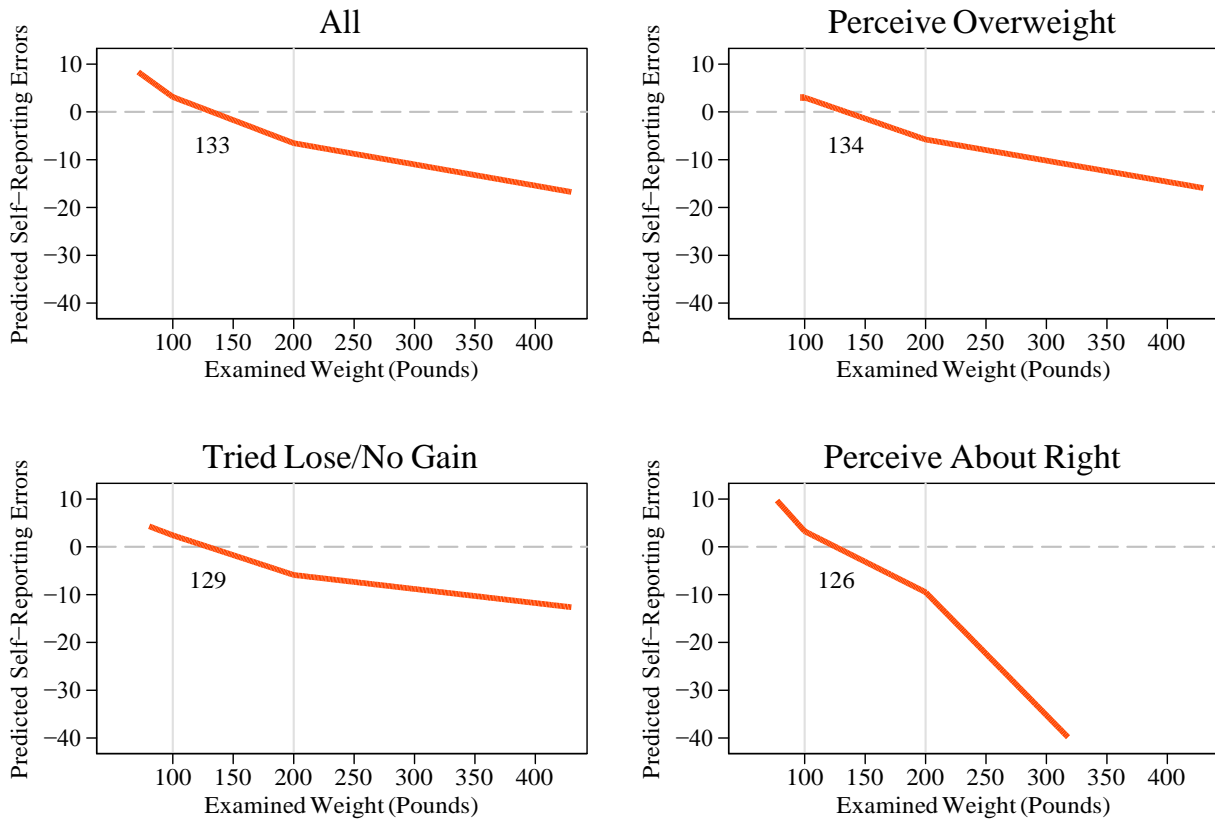 All
Predicted Self−Reporting Errors
10
0
−10
−20
−30
−40
133
100 150 200 250 300 350 400
Examined Weight (Pounds)
Perceive Overweight
Predicted Self−Reporting Errors
10
0
−10
−20
−30
−40
134
100 150 200 250 300 350 400
Examined Weight (Pounds)
Tried Lose/No Gain
Predicted Self−Reporting Errors
10
0
−10
−20
−30
−40
129
100 150 200 250 300 350 400
Examined Weight (Pounds)
Perceive About Right
Predicted Self−Reporting Errors
10
0
−10
−20
−30
−40
126
100 150 200 250 300 350 400
Examined Weight (Pounds)